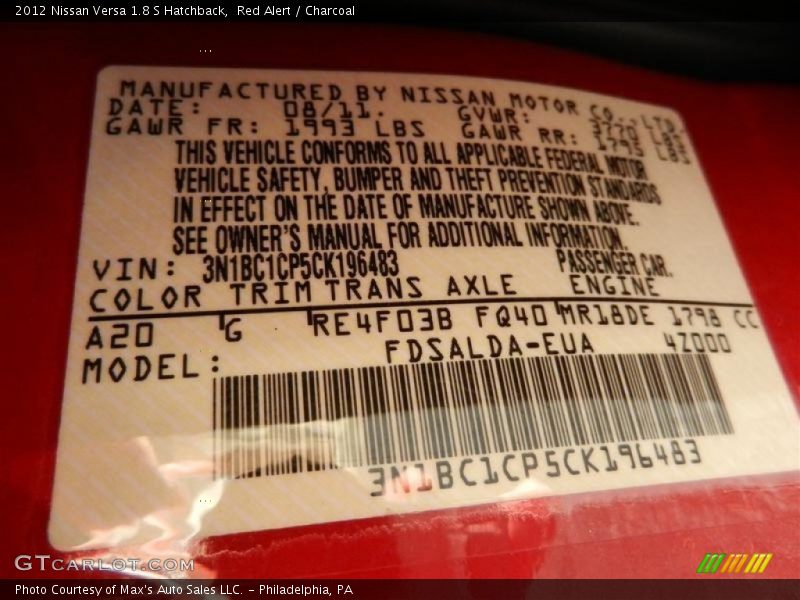 2012 Nissan Versa 1.8 S Hatchback,  Red Alert / Charcoal
MANUFACTURED BY NISSAN MOTOR CO., LTD.
DATE: 08/11. GVWR: 3770 LBS
GAWR FR: 1993 LBS GAWR RR: 1795 LBS
THIS VEHICLE CONFORMS TO ALL APPLICABLE FEDERAL MOTOR
VEHICLE SAFETY, BUMPER AND THEFT PREVENTION STANDARDS
IN EFFECT ON THE DATE OF MANUFACTURE SHOWN ABOVE.
SEE OWNER'S MANUAL FOR ADDITIONAL INFORMATION.
VIN: 3N1BC1CP5CK196483 PASSENGER CAR.
COLOR TRIM TRANS AXLE ENGINE
A20 G RE4F03B FQ40 MR18DE 1798 CC
MODEL: FDSALDA-EUA 4Z000
3N1BC1CP5CK196483
GTCARLOT.COM
Photo Courtesy of Max's Auto Sales LLC. - Philadelphia, PA